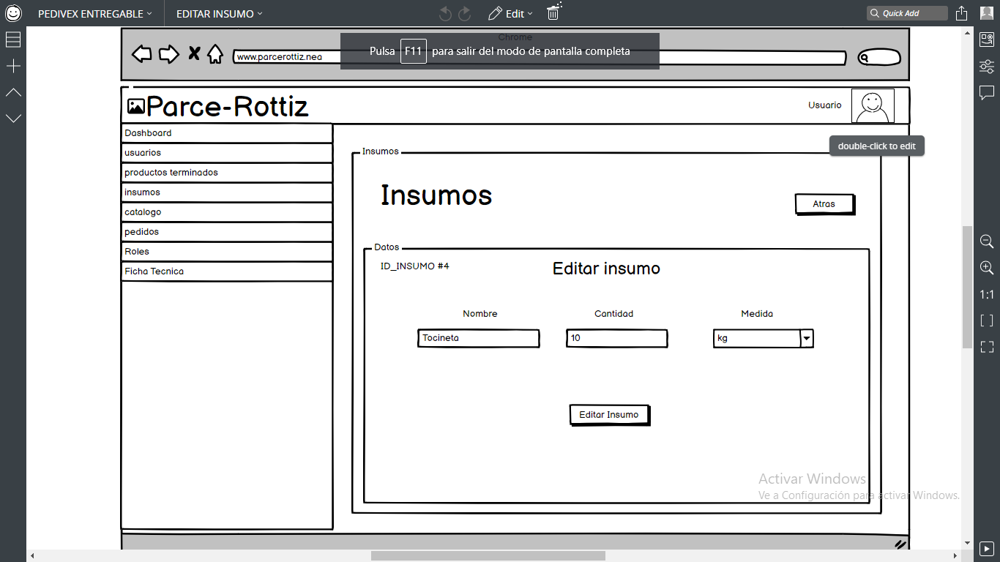 PEDIVEX ENTREGABLE
EDITAR INSUMO
Edit
Quick Add
Chrome
Pulsa F11 para salir del modo de pantalla completa
www.parcerottiz.nea
Parce-Rottiz
Usuario
double-click to edit
Dashboard
usuarios
productos terminados
insumos
catalogo
pedidos
Roles
Ficha Tecnica
Insumos
Insumos
Atras
Datos
ID_INSUMO #4
Editar insumo
Nombre
Cantidad
Medida
Tocineta
10
kg
Editar Insumo
1:1
Activar Windows
Ve a Configuración para activar Windows.